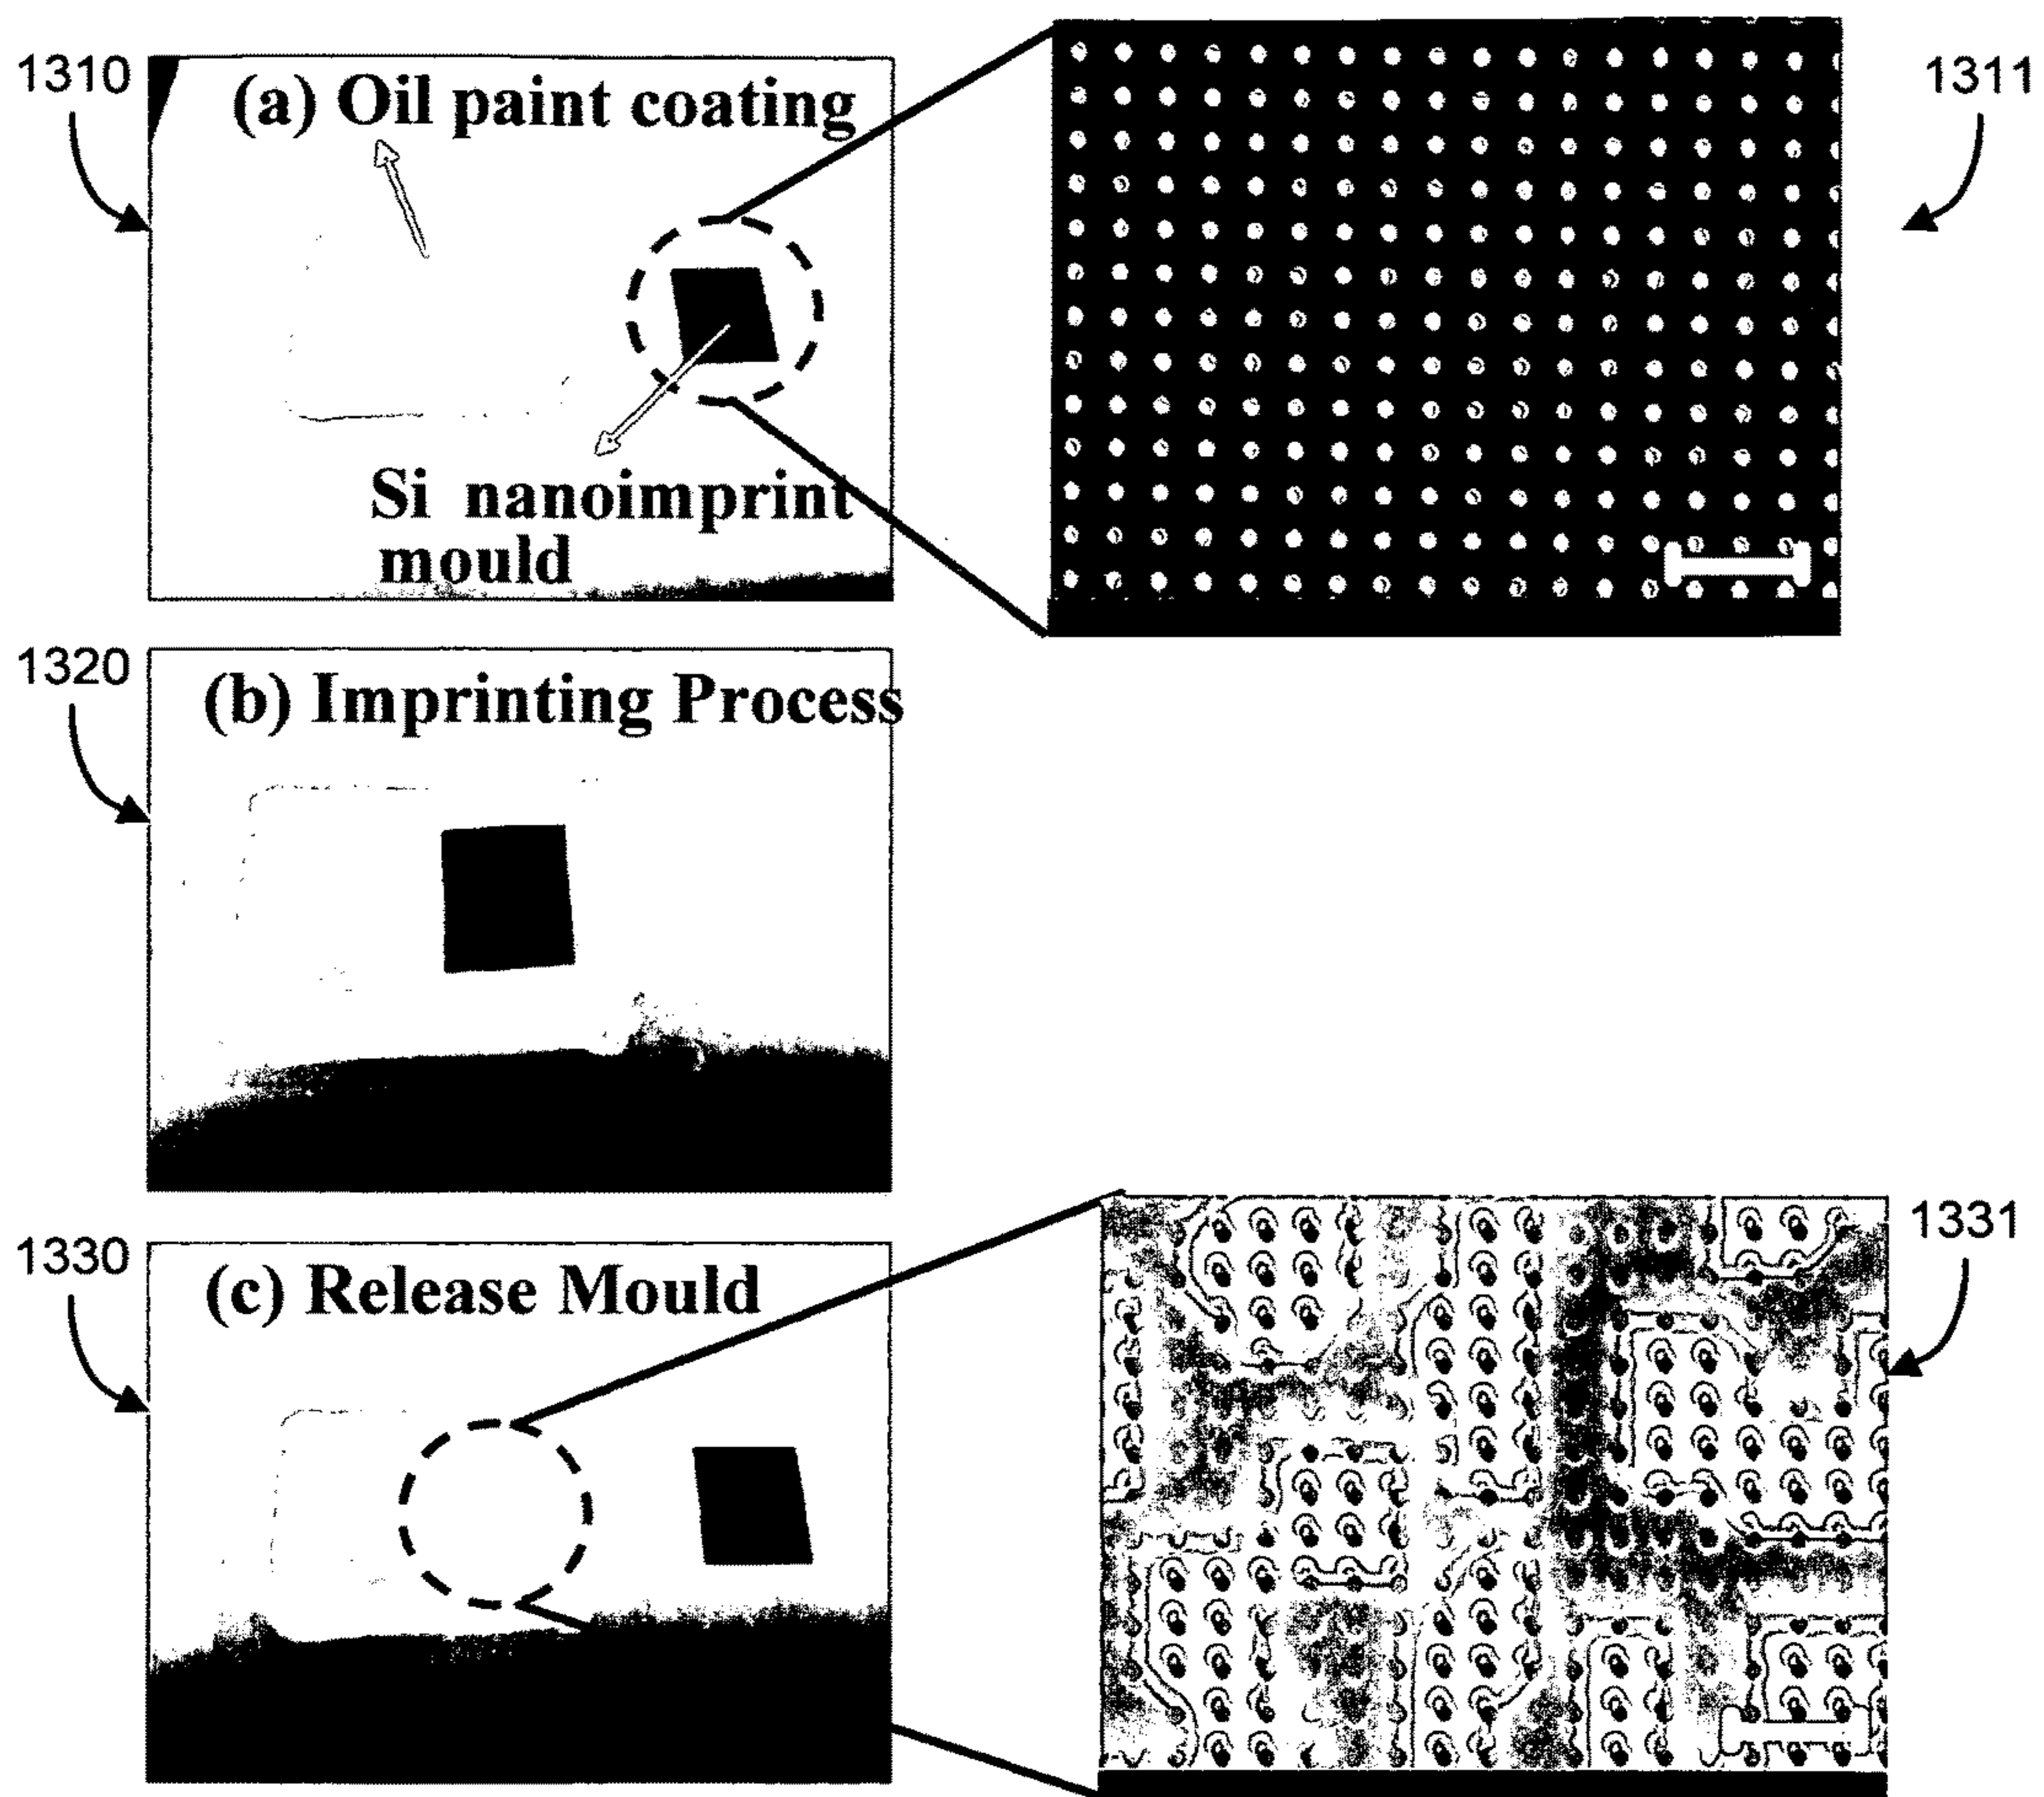 1310
(a) Oil paint coating
1311
Si nanoimprint
mould
1320
(b) Imprinting Process
1330
(c) Release Mould
1331